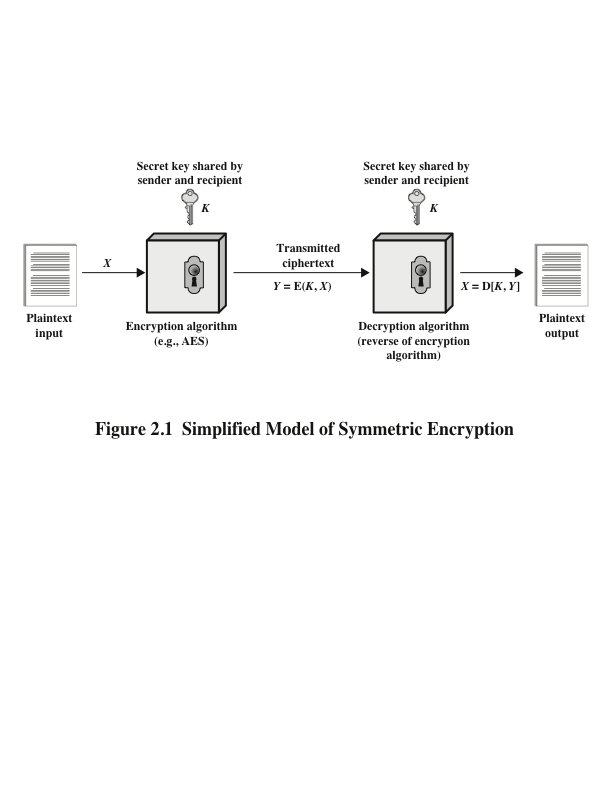 Secret key shared by
sender and recipient
K
Secret key shared by
sender and recipient
K
X
Transmitted
ciphertext
Y = E(K, X)
X = D[K, Y]
Plaintext
input
Encryption algorithm
(e.g., AES)
Decryption algorithm
(reverse of encryption
algorithm)
Plaintext
output
Figure 2.1 Simplified Model of Symmetric Encryption